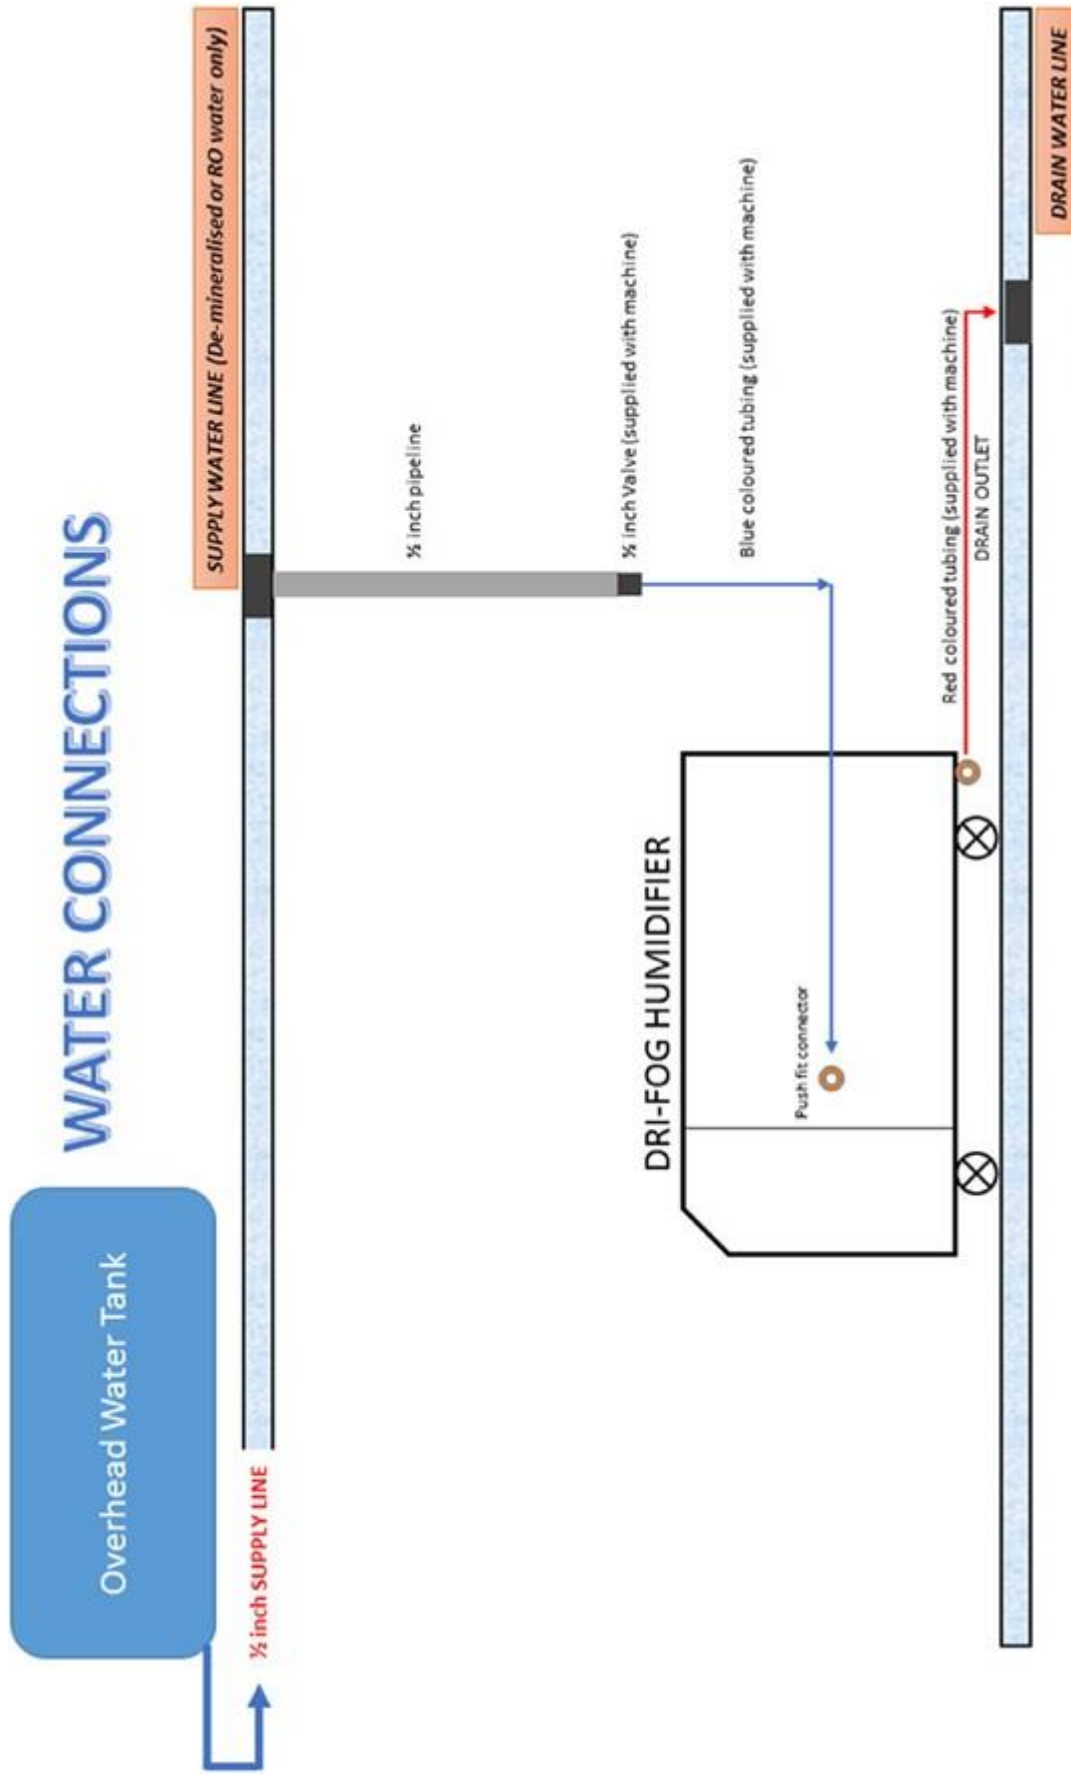 WATER CONNECTIONS
Overhead Water Tank
SUPPLY WATER LINE (De-mineralised or RO water only)
½ inch SUPPLY LINE
½ inch pipeline
½ inch Valve (supplied with machine)
Blue coloured tubing (supplied with machine)
DRI-FOG HUMIDIFIER
Push fit connector
Red coloured tubing (supplied with machine)
DRAIN OUTLET
DRAIN WATER LINE